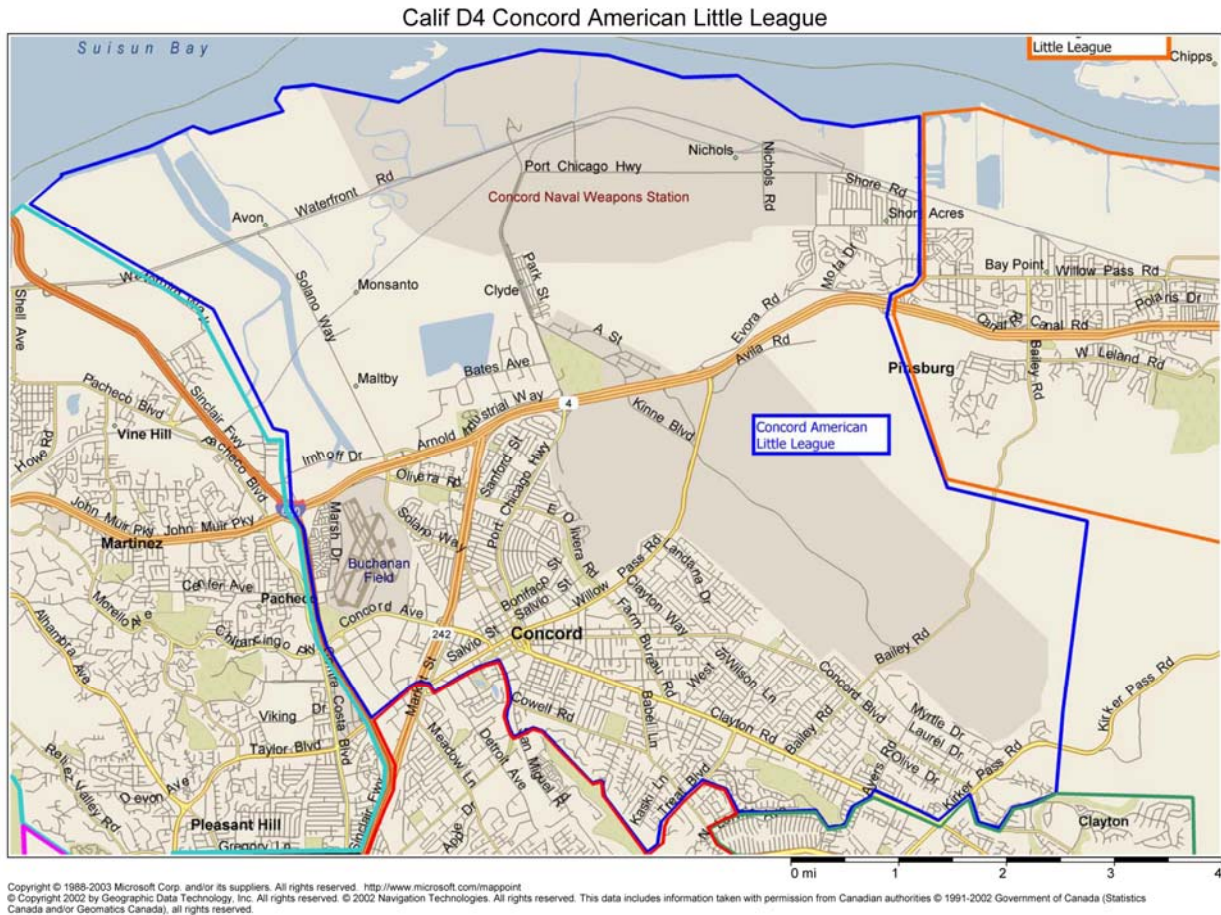 Calif D4 Concord American Little League
Suisun Bay
Little League
Chipps
Nichols
Port Chicago Hwy
Nichols Rd
Shore Rd
Concord Naval Weapons Station
Waterfront Rd
Avon
Shore Acres
Bay Point
Willow Pass Rd
Mota Dr
Polaris Dr
Monsanto
Clyde
Park St
Solano Way
Shell Ave
A St
Evora Rd
Avila Rd
Canal Rd
Canal Rd
W Leland Rd
Bailey Rd
Pittsburg
Bates Ave
Maltby
Pacheco Blvd
Sinclair Fwy
Arnold Industrial Way
4
Kinne Blvd
Concord American
Little League
Vine Hill
Howe Rd
Pacheco Blvd
Imhoff Dr
Olivera Rd
Sanford St
Port Chicago Hwy
John Muir Pky
John Muir Pky
Martinez
Marsh Dr
Solano Way
E Olivera Rd
Buchanan
Field
Willow Pass Rd
Landana Dr
Center Ave
Pacheco
Bonifacio St
Salvio St
Clayton Way
Morello Ave
Concord Ave
242
Concord
Farm Bureau Rd
Alhambra Ave
Chilpancingo Pky
Contra Costa Blvd
Salvio St
West St
Wilson Ln
Bailey Rd
Kirker Pass Rd
Market St
Concord Blvd
Viking Dr
Cowell Rd
Babel Ln
Clayton Rd
Bailey Rd
Myrtle Dr
Laurel Dr
Taylor Blvd
Meadow Ln
Detroit Ave
San Miguel Rd
Ayers Rd
Olive Dr
Kirker Pass Rd
Reliez Valley Rd
Devon Ave
Kaski Ln
Treat Blvd
Pleasant Hill
Apple Dr
Clayton
Gregory Ln
Sinclair Fwy
0 mi 1 2 3 4
Copyright © 1988-2003 Microsoft Corp. and/or its suppliers. All rights reserved. http://www.microsoft.com/mappoint
© Copyright 2002 by Geographic Data Technology, Inc. All rights reserved. © 2002 Navigation Technologies. All rights reserved. This data includes information taken with permission from Canadian authorities © 1991-2002 Government of Canada (Statistics
Canada and/or Geomatics Canada), all rights reserved.